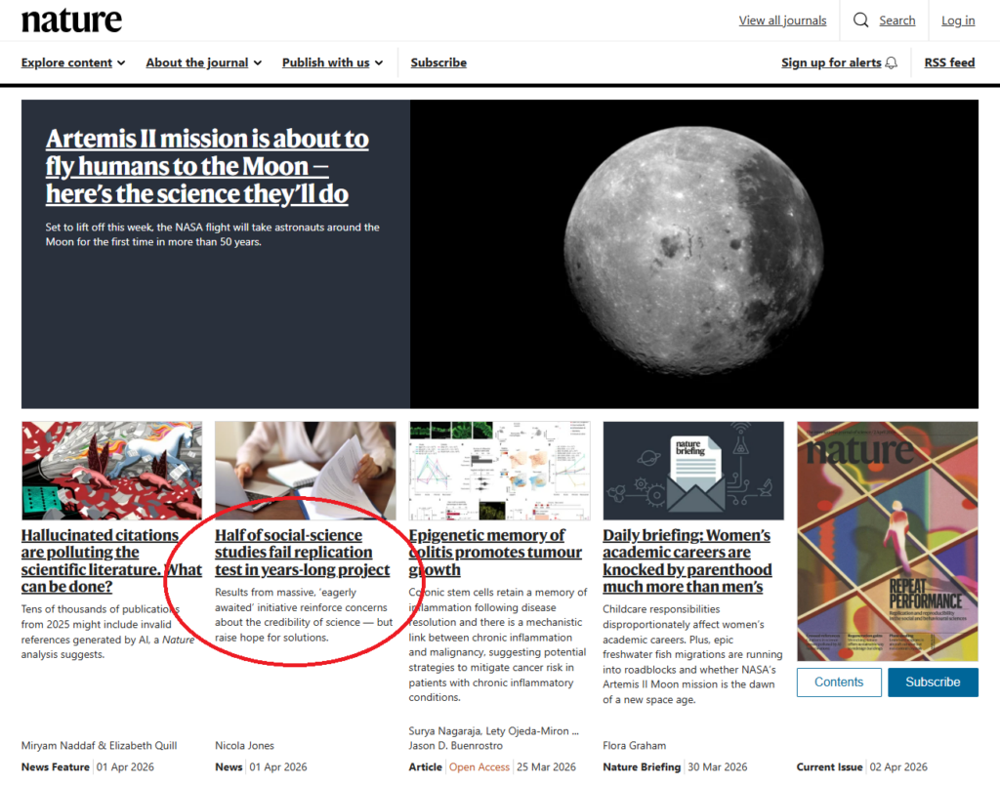 nature
View all journals
Search
Log in
Explore content
About the journal
Publish with us
Subscribe
Sign up for alerts
RSS feed
Artemis II mission is about to
fly humans to the Moon —
here’s the science they’ll do
Set to lift off this week, the NASA flight will take astronauts around the
Moon for the first time in more than 50 years.
Hallucinated citations
are polluting the
scientific literature. What
can be done?
Tens of thousands of publications
from 2025 might include invalid
references generated by AI, a Nature
analysis suggests.
Miryam Naddaf & Elizabeth Quill
News Feature 01 Apr 2026
Half of social-science
studies fail replication
test in years-long project
Results from massive, ‘eagerly
awaited’ initiative reinforce concerns
about the credibility of science — but
raise hope for solutions.
Nicola Jones
News 01 Apr 2026
Epigenetic memory of
colitis promotes tumour
growth
Colonic stem cells retain a memory of
inflammation following disease
resolution and there is a mechanistic
link between chronic inflammation
and malignancy, suggesting potential
strategies to mitigate cancer risk in
patients with chronic inflammatory
conditions.
Surya Nagaraja, Lety Ojeda-Miron ...
Jason D. Buenrostro
Article Open Access 25 Mar 2026
nature
briefing
Daily briefing: Women’s
academic careers are
knocked by parenthood
much more than men’s
Childcare responsibilities
disproportionately affect women’s
academic careers. Plus, epic
freshwater fish migrations are running
into roadblocks and whether NASA’s
Artemis II Moon mission is the dawn
of a new space age.
Flora Graham
Nature Briefing 30 Mar 2026
nature
REPEAT
PERFORMANCE
Replication and reproducibility
in the social and behavioural sciences
Contents
Subscribe
Current Issue 02 Apr 2026